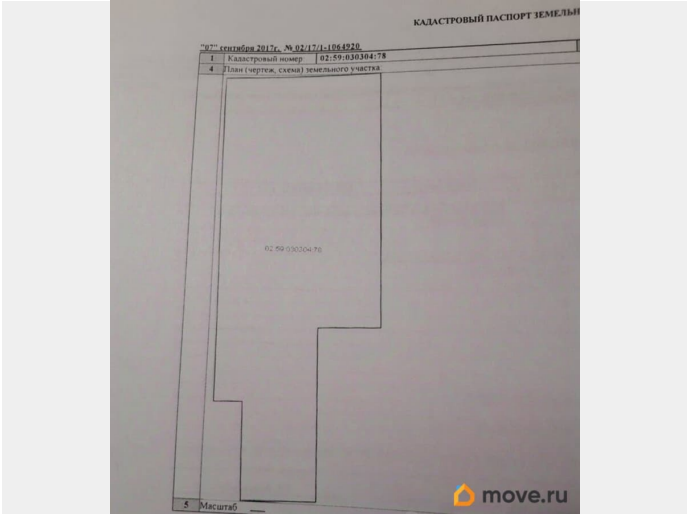 КАДАСТРОВЫЙ ПАСПОРТ ЗЕМЕЛЬН
"07" сентября 2017г. № 02/17/1-1064920
1 Кадастровый номер 02:59:030304:78
4 План (чертеж, схема) земельного участка
02:59:030304:78
5 Масштаб
move.ru